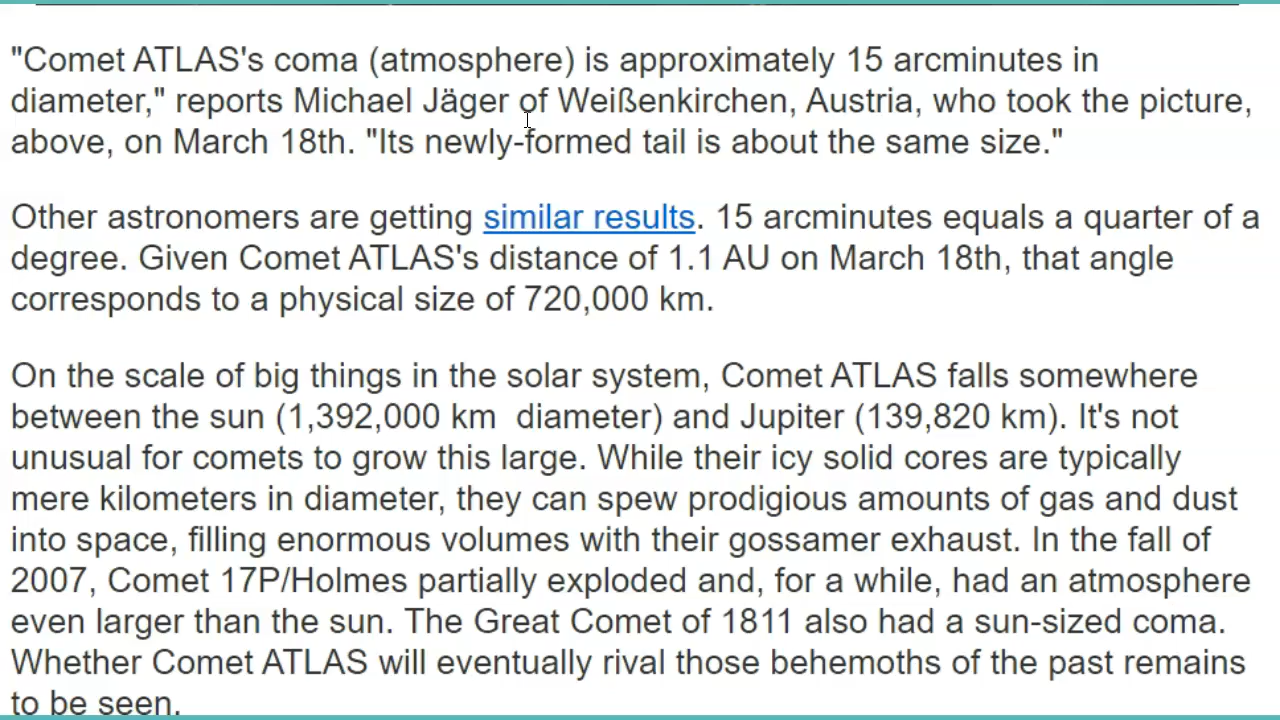 "Comet ATLAS's coma (atmosphere) is approximately 15 arcminutes in
diameter," reports Michael Jäger of Weißenkirchen, Austria, who took the picture,
above, on March 18th. "Its newly-formed tail is about the same size."
Other astronomers are getting similar results. 15 arcminutes equals a quarter of a
degree. Given Comet ATLAS's distance of 1.1 AU on March 18th, that angle
corresponds to a physical size of 720,000 km.
On the scale of big things in the solar system, Comet ATLAS falls somewhere
between the sun (1,392,000 km  diameter) and Jupiter (139,820 km). It's not
unusual for comets to grow this large. While their icy solid cores are typically
mere kilometers in diameter, they can spew prodigious amounts of gas and dust
into space, filling enormous volumes with their gossamer exhaust. In the fall of
2007, Comet 17P/Holmes partially exploded and, for a while, had an atmosphere
even larger than the sun. The Great Comet of 1811 also had a sun-sized coma.
Whether Comet ATLAS will eventually rival those behemoths of the past remains
to be seen.